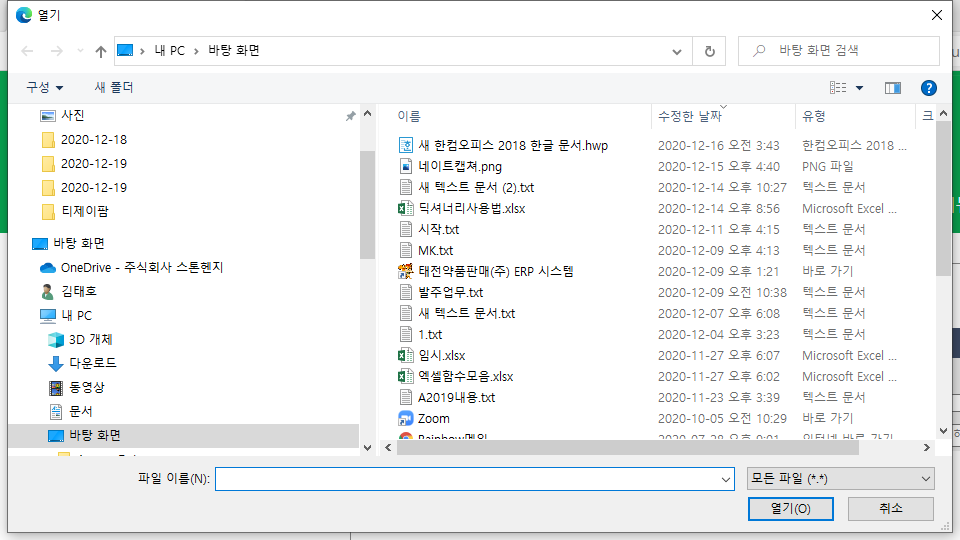 열기
내 PC
바탕 화면
바탕 화면 검색
구성
새 폴더
사진
2020-12-18
2020-12-19
2020-12-19
티제이팜
바탕 화면
OneDrive - 주식회사 스톤헨지
김태호
내 PC
3D 개체
다운로드
동영상
문서
바탕 화면
이름 수정한 날짜 유형 크
새 한컴오피스 2018 한글 문서.hwp 2020-12-16 오전 3:43 한컴오피스 2018 ...
네이트캡쳐.png 2020-12-15 오후 4:40 PNG 파일
새 텍스트 문서 (2).txt 2020-12-14 오후 10:27 텍스트 문서
딕셔너리사용법.xlsx 2020-12-14 오후 8:56 Microsoft Excel ...
시작.txt 2020-12-11 오후 4:15 텍스트 문서
MK.txt 2020-12-09 오후 4:13 텍스트 문서
태전약품판매(주) ERP 시스템 2020-12-09 오후 1:21 바로 가기
발주업무.txt 2020-12-09 오전 10:38 텍스트 문서
새 텍스트 문서.txt 2020-12-07 오후 6:08 텍스트 문서
1.txt 2020-12-04 오후 3:23 텍스트 문서
임시.xlsx 2020-11-27 오후 6:07 Microsoft Excel ...
엑셀함수모음.xlsx 2020-11-27 오후 6:02 Microsoft Excel ...
A2019내용.txt 2020-11-23 오후 3:39 텍스트 문서
Zoom 2020-10-05 오전 10:29 바로 가기
파일 이름(N):
모든 파일 (*.*)
열기(O)
취소